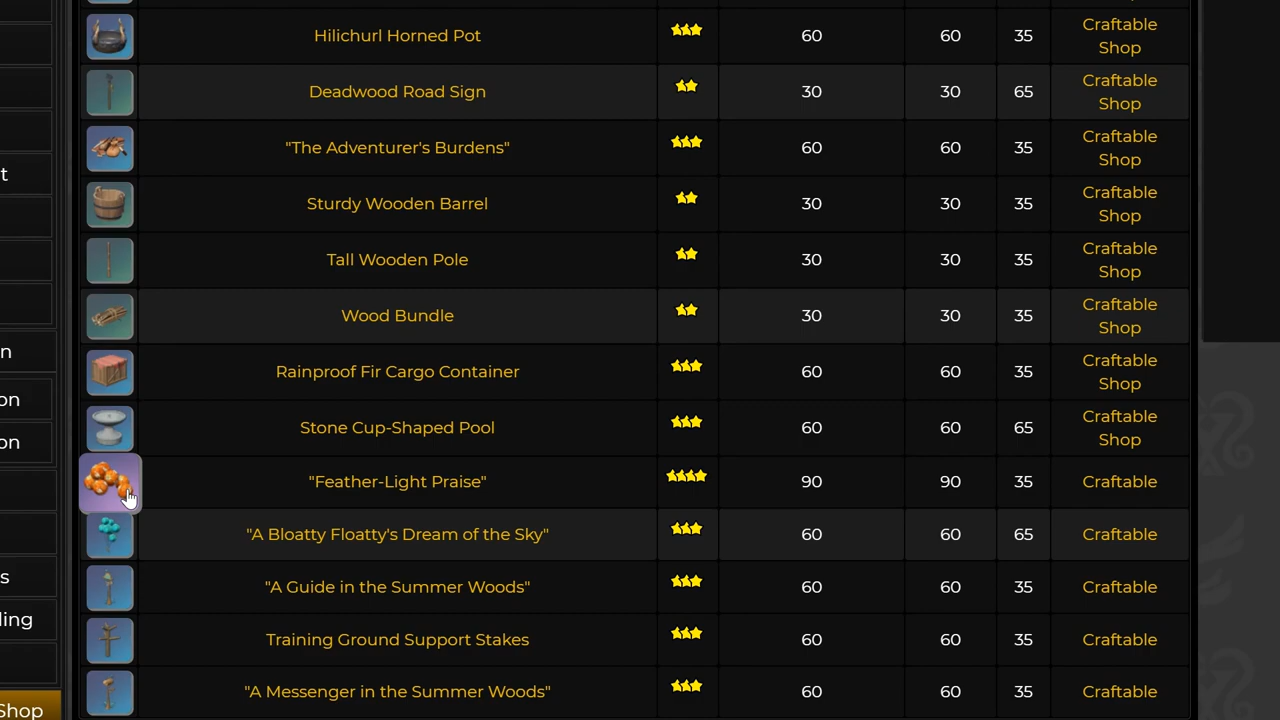 Hilichurl Horned Pot 60 60 35 Craftable Shop
Deadwood Road Sign 30 30 65 Craftable Shop
"The Adventurer's Burdens" 60 60 35 Craftable Shop
t
Sturdy Wooden Barrel 30 30 35 Craftable Shop
Tall Wooden Pole 30 30 35 Craftable Shop
Wood Bundle 30 30 35 Craftable Shop
n
Rainproof Fir Cargo Container 60 60 35 Craftable Shop
on
Stone Cup-Shaped Pool 60 60 65 Craftable Shop
on
"Feather-Light Praise" 90 90 35 Craftable
"A Bloatty Floatty's Dream of the Sky" 60 60 65 Craftable
s
"A Guide in the Summer Woods" 60 60 35 Craftable
ling
Training Ground Support Stakes 60 60 35 Craftable
"A Messenger in the Summer Woods" 60 60 35 Craftable
Shop